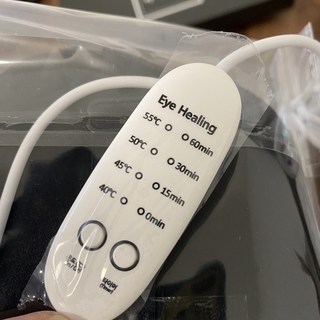 Eye Healing
55℃ 60min
50℃ 30min
45℃ 15min
40℃ 0min